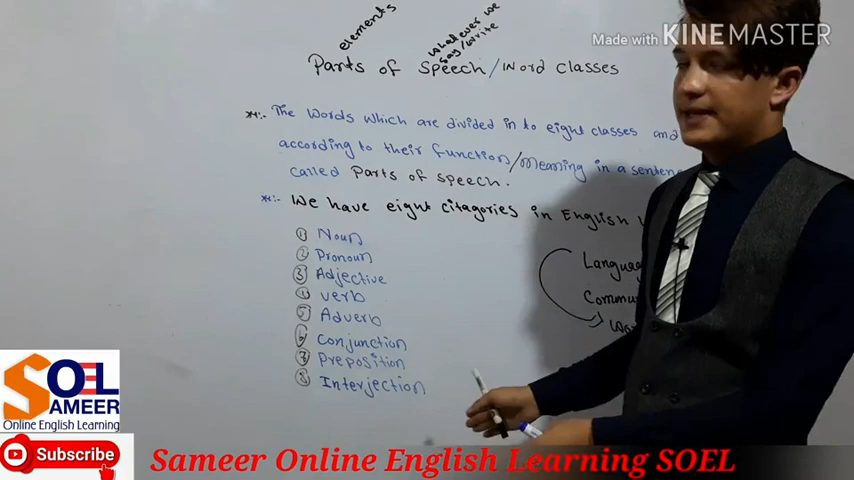 Made with KINEMASTER
elements
whatever we
say/write
Parts of Speech/Word Classes
The Words which are divided in to eight classes and
according to their function/Meaning in a sentence
called Parts of speech.
We have eight citagories in English
① Noun
② Pronoun
③ Adjective
④ verb
⑤ Adverb
⑥ Conjunction
⑦ Preposition
⑧ Interjection
SOEL
SAMEER
Online English Learning
Subscribe
Sameer Online English Learning SOEL